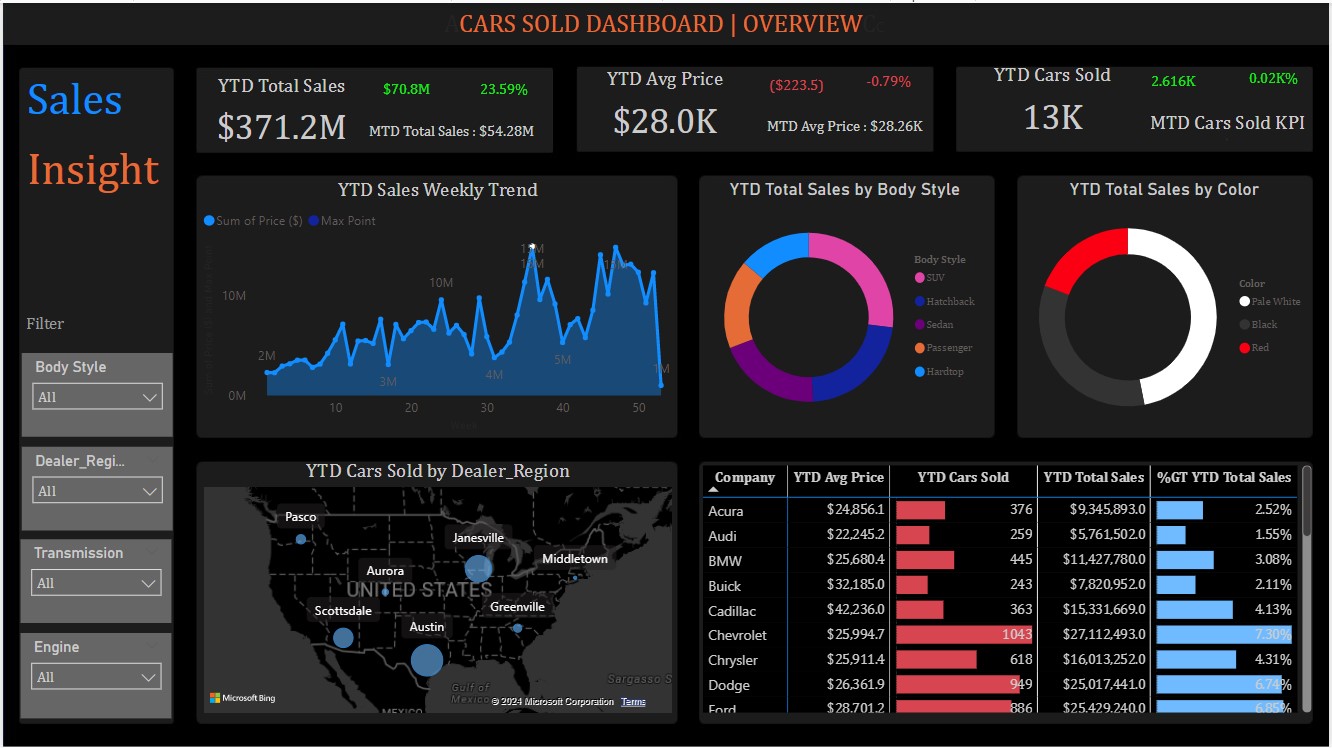 CARS SOLD DASHBOARD | OVERVIEW
Sales
Insight
Filter
Body Style
All
Dealer_Regi...
All
Transmission
All
Engine
All
YTD Total Sales
$70.8M
23.59%
$371.2M
MTD Total Sales : $54.28M
YTD Avg Price
($223.5)
-0.79%
$28.0K
MTD Avg Price : $28.26K
YTD Cars Sold
2.616K
0.02K%
13K
MTD Cars Sold KPI
YTD Sales Weekly Trend
Sum of Price ($) Max Point
10M
0M
2M
3M
10M
4M
5M
1M
10 20 30 40 50
YTD Total Sales by Body Style
Body Style
SUV
Hatchback
Sedan
Passenger
Hardtop
YTD Total Sales by Color
Color
Pale White
Black
Red
YTD Cars Sold by Dealer_Region
Pasco
Janesville
Middletown
Aurora
UNITED STATES
Scottsdale
Greenville
Austin
Gulf of
Mexico
Sargasso S
MEXICO
Microsoft Bing
© 2024 Microsoft Corporation Terms
Company YTD Avg Price YTD Cars Sold YTD Total Sales %GT YTD Total Sales
Acura $24,856.1 376 $9,345,893.0 2.52%
Audi $22,245.2 259 $5,761,502.0 1.55%
BMW $25,680.4 445 $11,427,780.0 3.08%
Buick $32,185.0 243 $7,820,952.0 2.11%
Cadillac $42,236.0 363 $15,331,669.0 4.13%
Chevrolet $25,994.7 1043 $27,112,493.0 7.30%
Chrysler $25,911.4 618 $16,013,252.0 4.31%
Dodge $26,361.9 949 $25,017,441.0 6.74%
Ford $28,701.2 886 $25,429,240.0 6.85%